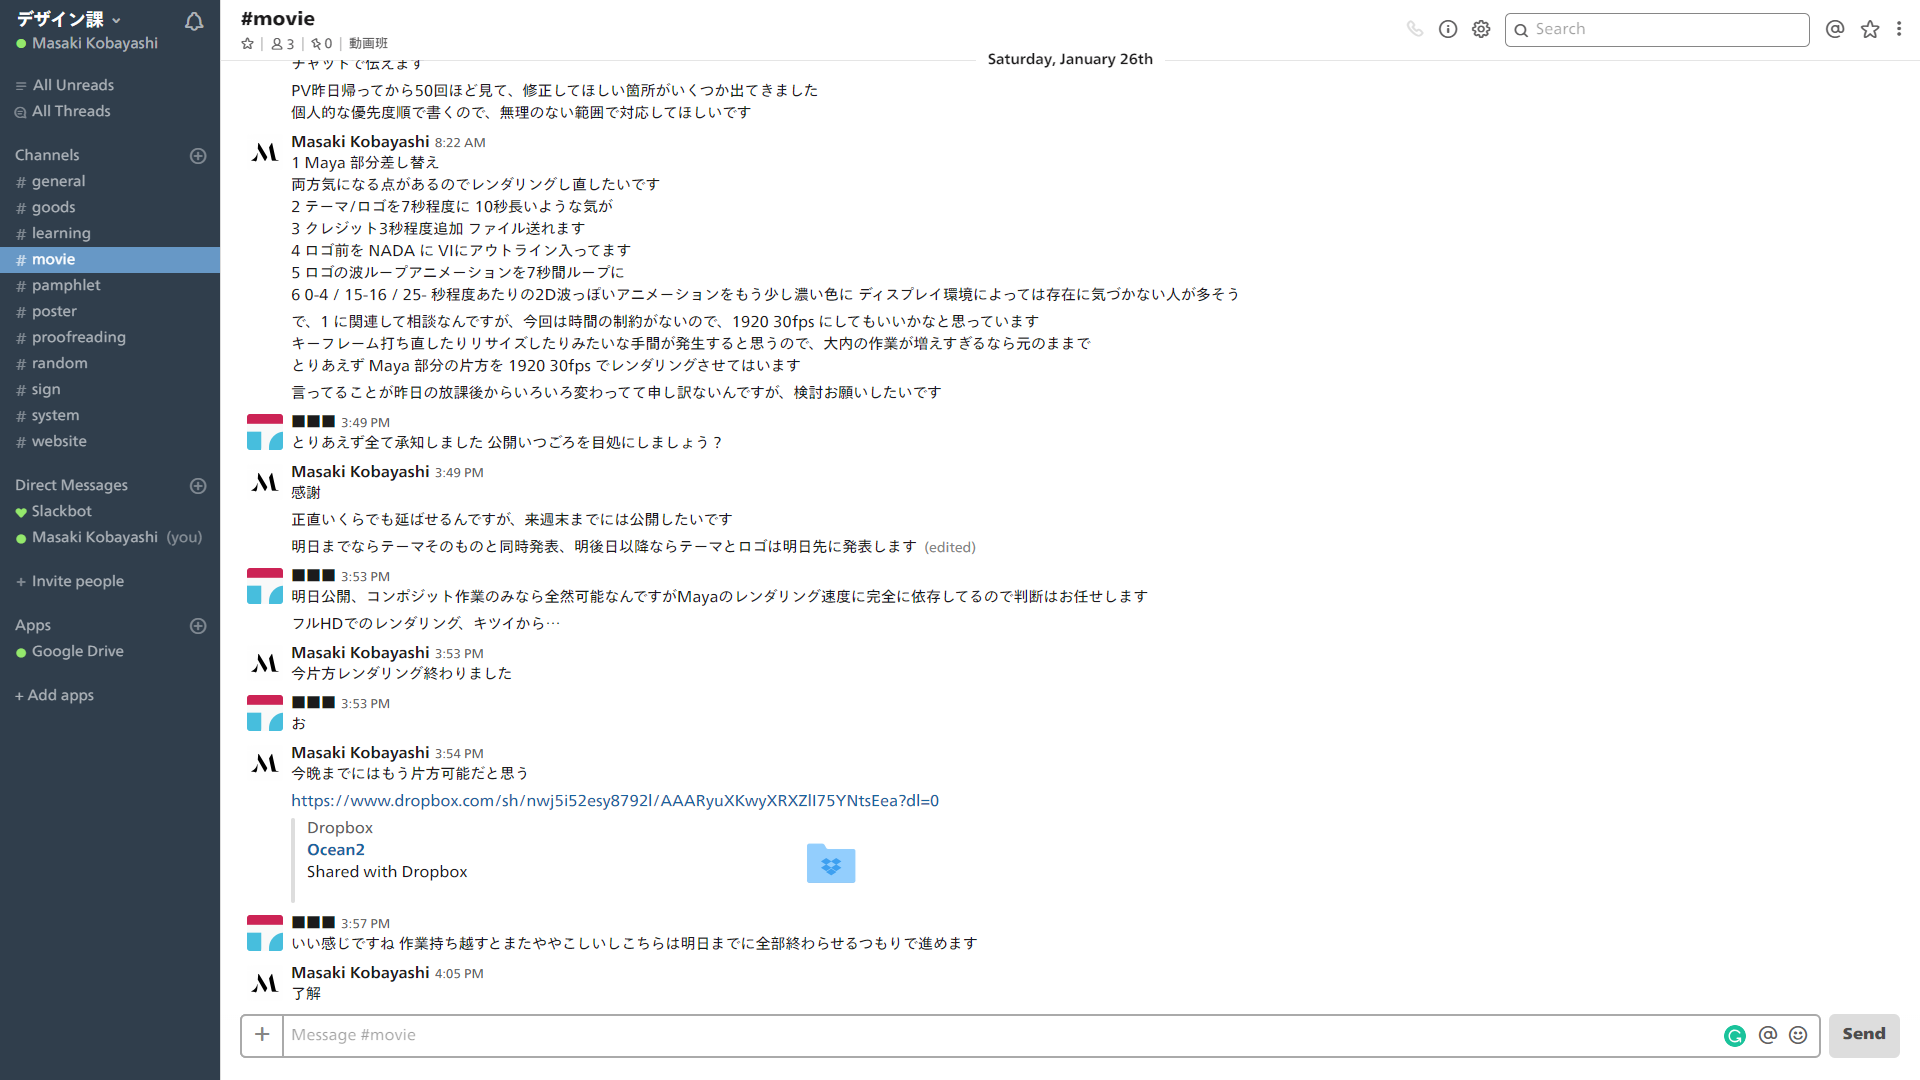 デザイン課
Masaki Kobayashi
All Unreads
All Threads
Channels
# general
# goods
# learning
# movie
# pamphlet
# poster
# proofreading
# random
# sign
# system
# website
Direct Messages
Slackbot
Masaki Kobayashi (you)
+ Invite people
Apps
Google Drive
+ Add apps
#movie
3
0
動画班
Search
Saturday, January 26th
チャットで伝えます
PV昨日帰ってから50回ほど見て、修正してほしい箇所がいくつか出てきました
個人的な優先度順で書くので、無理のない範囲で対応してほしいです
Masaki Kobayashi 8:22 AM
1 Maya 部分差し替え
両方気になる点があるのでレンダリングし直したいです
2 テーマ/ロゴを7秒程度に 10秒長いような気が
3 クレジット3秒程度追加 ファイル送れます
4 ロゴ前を NADA に VIにアウトライン入ってます
5 ロゴの波ループアニメーションを7秒間ループに
6 0-4 / 15-16 / 25- 秒程度あたりの2D波っぽいアニメーションをもう少し濃い色に ディスプレイ環境によっては存在に気づかない人が多そう
で、1 に関連して相談なんですが、今回は時間の制約がないので、1920 30fps にしてもいいかなと思っています
キーフレーム打ち直したりリサイズしたりみたいな手間が発生すると思うので、大内の作業が増えすぎるなら元のままで
とりあえず Maya 部分の片方を 1920 30fps でレンダリングさせてはいます
言ってることが昨日の放課後からいろいろ変わってて申し訳ないんですが、検討お願いしたいです
3:49 PM
とりあえず全て承知しました 公開いつごろを目処にしましょう？
Masaki Kobayashi 3:49 PM
感謝
正直いくらでも延ばせるんですが、来週末までには公開したいです
明日までならテーマそのものと同時発表、明後日以降ならテーマとロゴは明日先に発表します (edited)
3:53 PM
明日公開、コンポジット作業のみなら全然可能なんですがMayaのレンダリング速度に完全に依存してるので判断はお任せします
フルHDでのレンダリング、キツイから…
Masaki Kobayashi 3:53 PM
今片方レンダリング終わりました
3:53 PM
お
Masaki Kobayashi 3:54 PM
今晩までにはもう片方可能だと思う
https://www.dropbox.com/sh/nwj5i52esy8792l/AAARyuXKwyXRXZlI75YNtsEea?dl=0
Dropbox
Ocean2
Shared with Dropbox
3:57 PM
いい感じですね 作業持ち越すとまたややこしいしこちらは明日までに全部終わらせるつもりで進めます
Masaki Kobayashi 4:05 PM
了解
Message #movie
Send